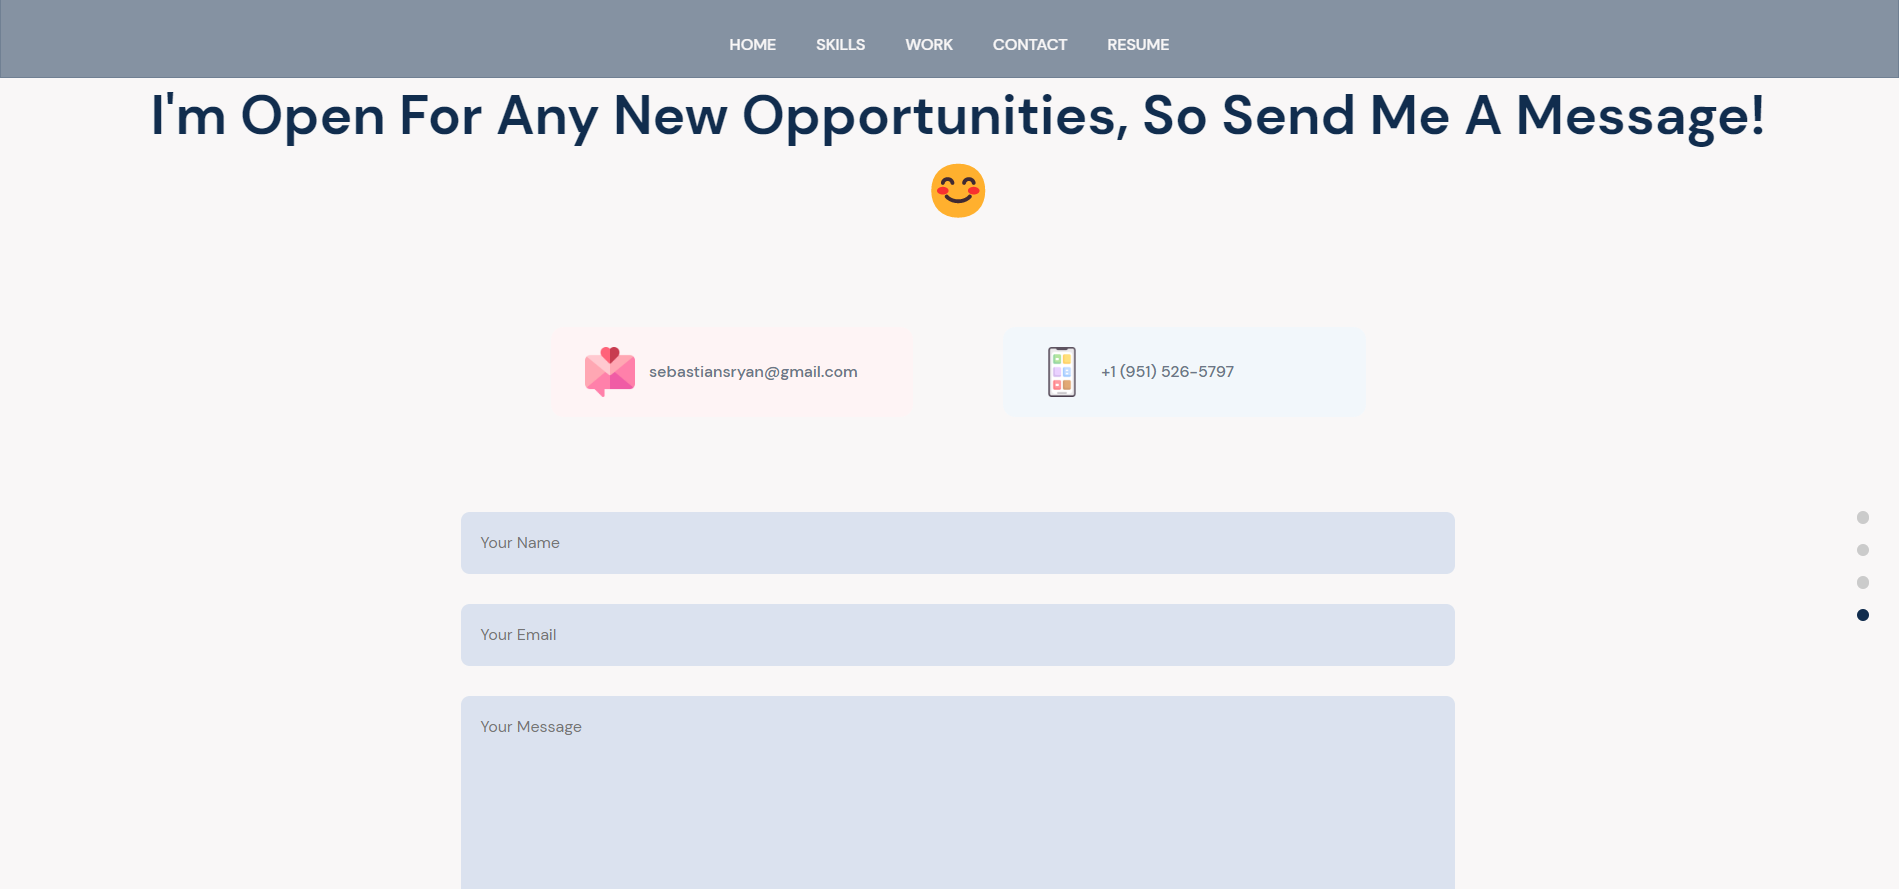 HOME SKILLS WORK CONTACT RESUME
I'm Open For Any New Opportunities, So Send Me A Message!
😊
sebastiansryan@gmail.com
+1 (951) 526-5797
Your Name
Your Email
Your Message